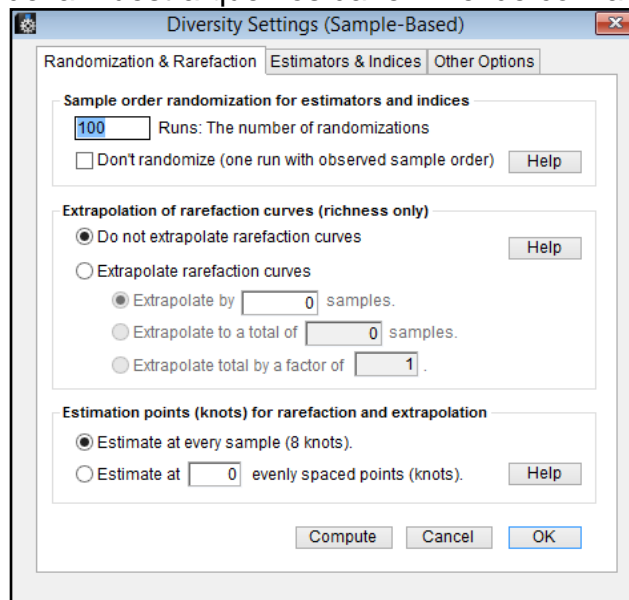 Diversity Settings (Sample-Based)
Randomization & Rarefaction Estimators & Indices Other Options
Sample order randomization for estimators and indices
100 Runs: The number of randomizations
Don't randomize (one run with observed sample order) Help
Extrapolation of rarefaction curves (richness only)
Do not extrapolate rarefaction curves
Help
Extrapolate rarefaction curves
Extrapolate by 0 samples.
Extrapolate to a total of 0 samples.
Extrapolate total by a factor of 1 .
Estimation points (knots) for rarefaction and extrapolation
Estimate at every sample (8 knots).
Estimate at 0 evenly spaced points (knots). Help
Compute Cancel OK